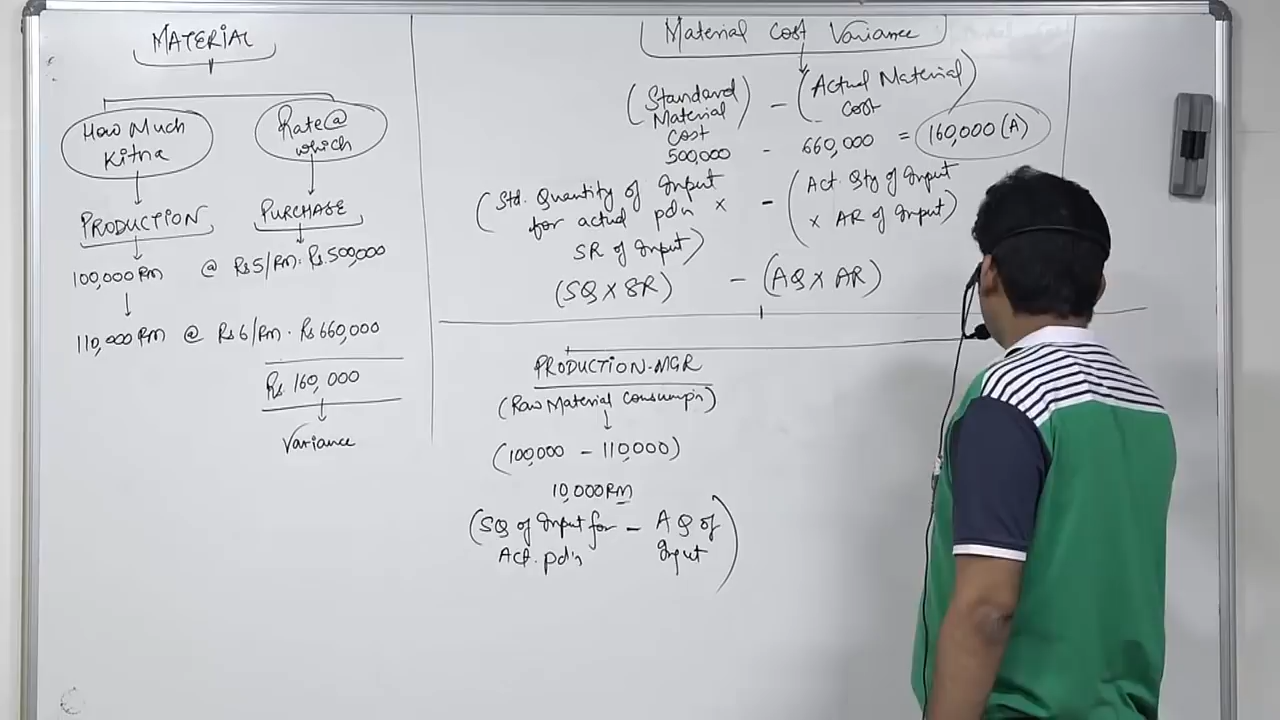 MATERIAL
How Much
Kitna
Rate @
which
PRODUCTION
PURCHASE
100,000 RM @ Rs 5/RM. Rs. 500,000
110,000 RM @ Rs 6/RM. Rs 660,000
Rs. 160,000
Variance
Material Cost Variance
(Standard Material Cost) - (Actual Material Cost)
500,000 - 660,000 = 160,000 (A)
(Std. Quantity of Input
for actual pdn ×
SR of Input)
- (Act. Qty of Input
× AR of Input)
(SQ × SR) - (AQ × AR)
PRODUCTION-MGR
(Raw Material Consumpn)
(100,000 - 110,000)
10,000 RM
(SQ of Input for - AQ of
Act. pdn Input)